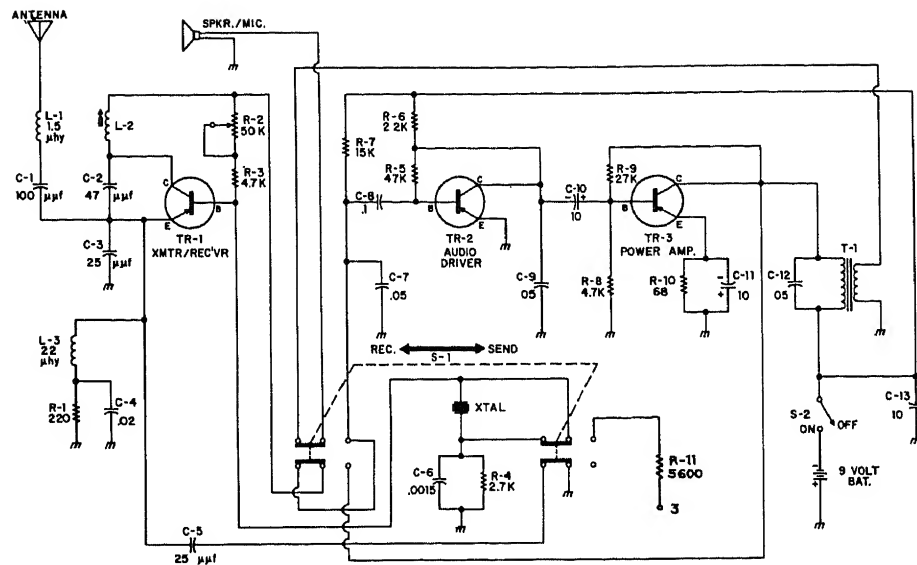 ANTENNA
SPKR./MIC.
L-1
1.5
μhy
L-2
R-2
50 K
R-3
4.7K
C-1
100 μμf
C-2
47 μμf
C
B
E
TR-1
XMTR/REC'VR
C-3
25 μμf
L-3
22
μhy
R-1
220
C-4
.02
C-5
25 μμf
R-7
15K
R-6
2.2K
R-5
47K
C-8
.1
C
B
E
TR-2
AUDIO
DRIVER
C-7
.05
C-9
05
C-10
- +
10
R-9
27K
C
B
E
TR-3
POWER AMP.
R-8
4.7K
R-10
68
C-11
-
+
10
C-12
05
T-1
C-13
10
S-2
ON
OFF
-
+
9 VOLT
BAT.
REC.
SEND
S-1
XTAL
C-6
.0015
R-4
2.7K
R-11
5600
3